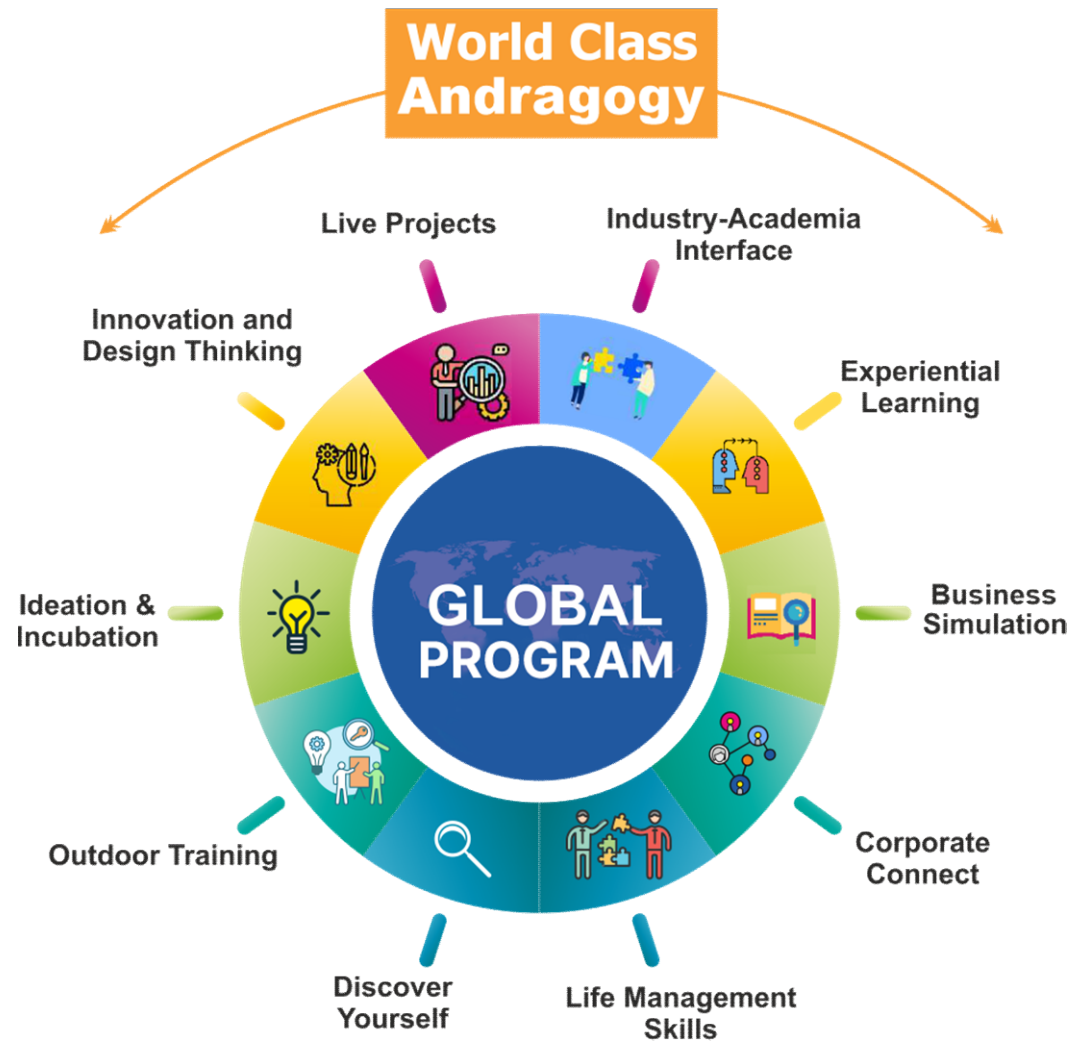 World Class
Andragogy
Live Projects
Industry-Academia
Interface
Innovation and
Design Thinking
Experiential
Learning
Ideation &
Incubation
GLOBAL
PROGRAM
Business
Simulation
Outdoor Training
Corporate
Connect
Discover
Yourself
Life Management
Skills